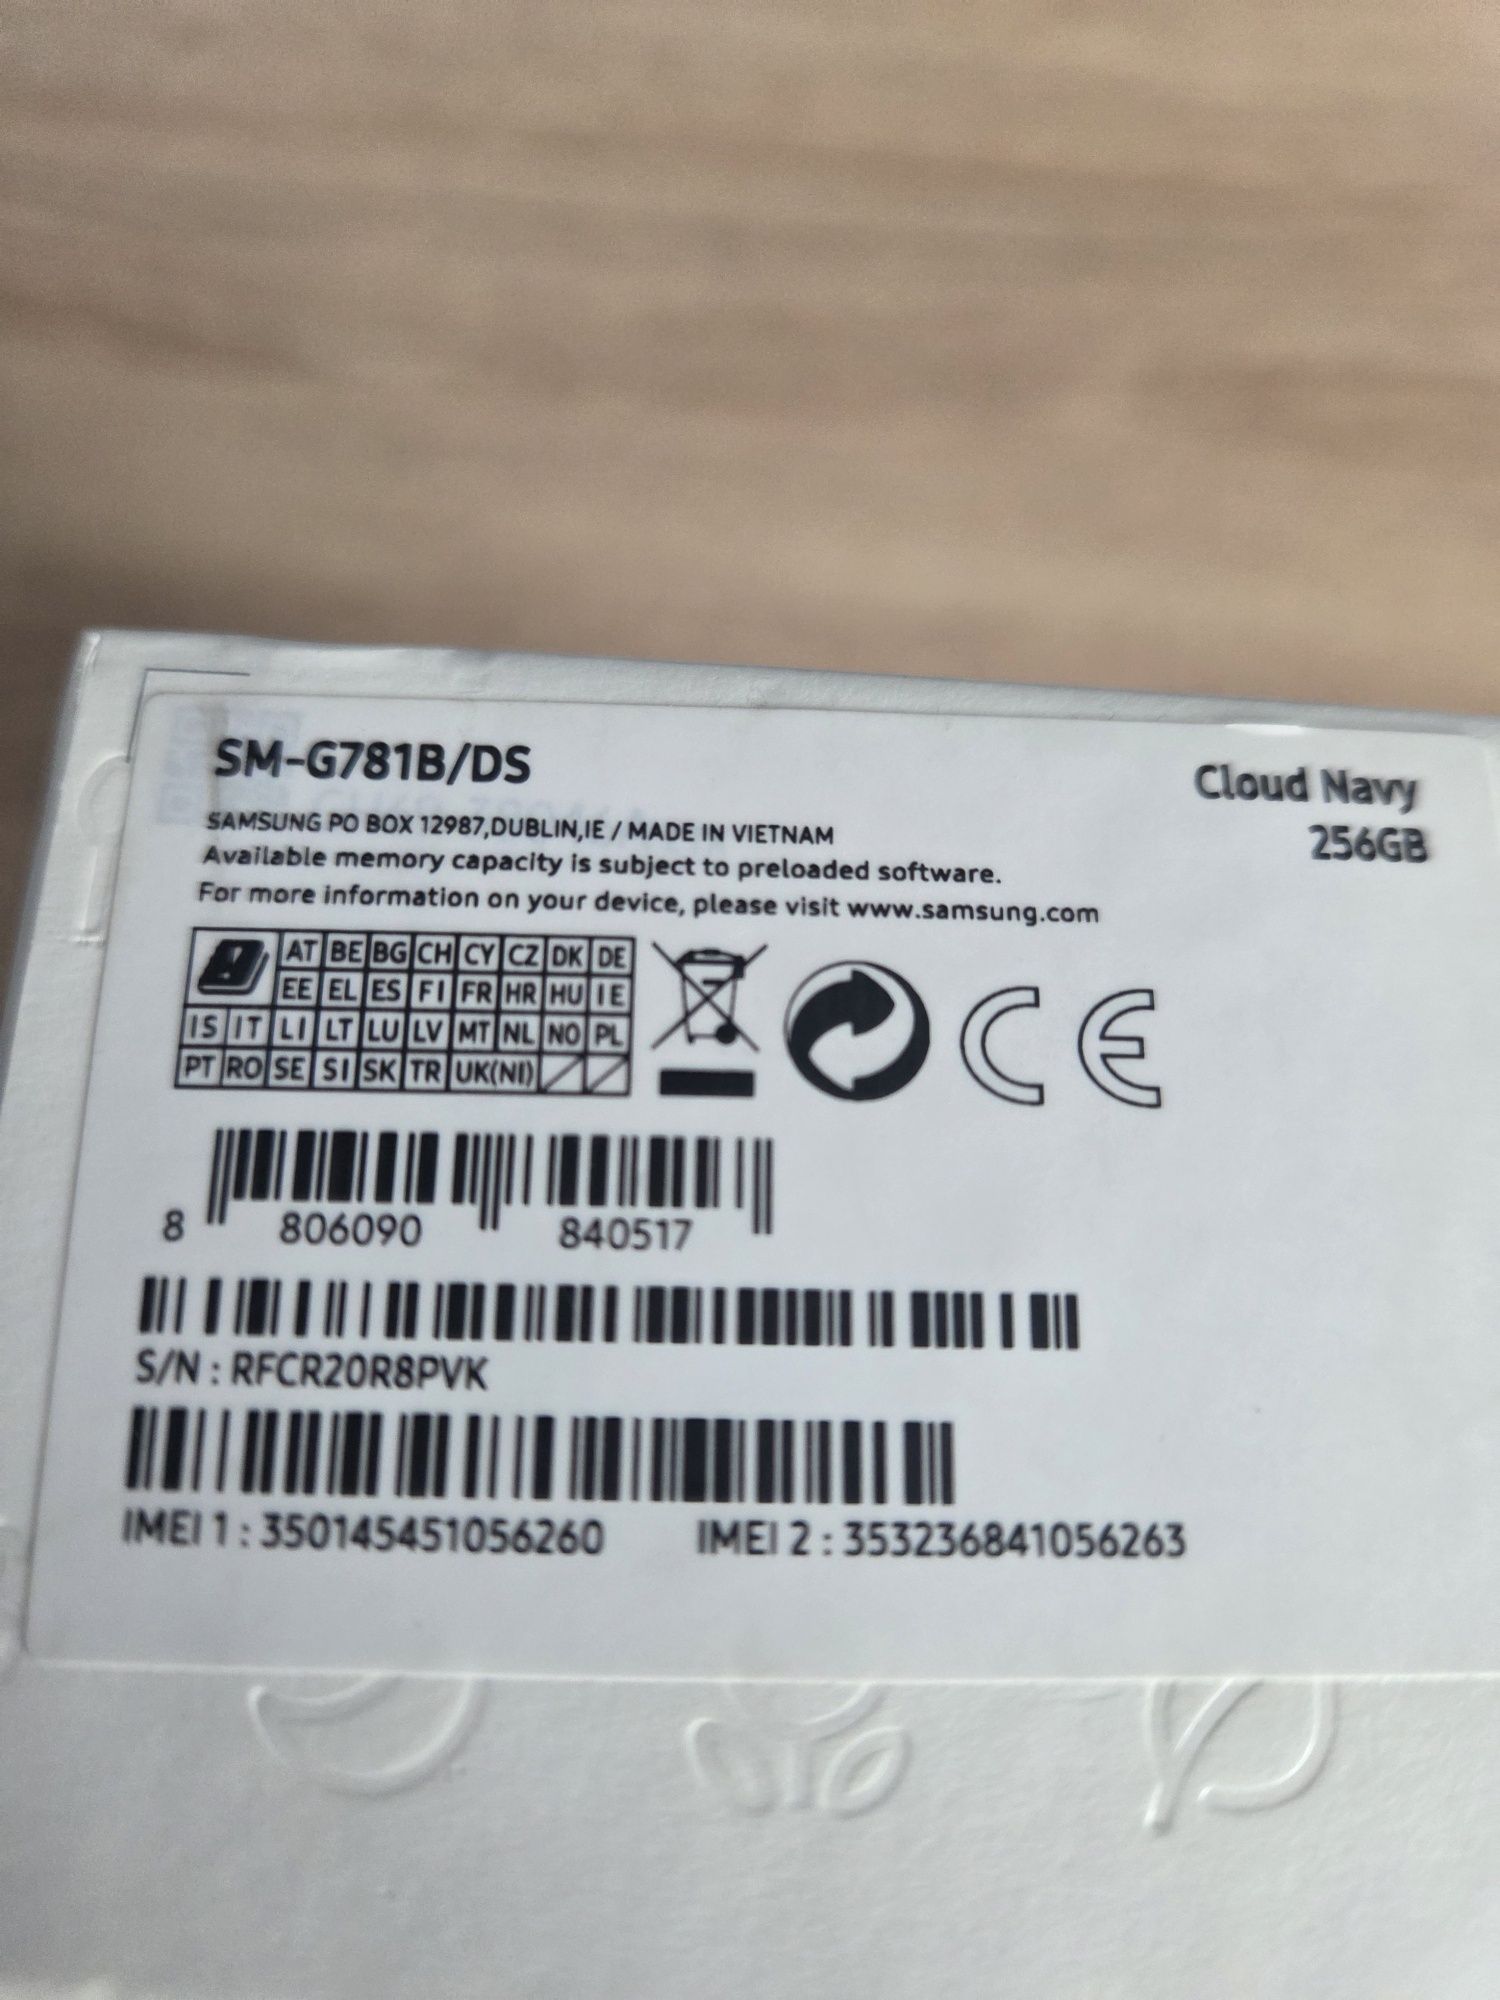 SM-G781B/DS
Cloud Navy
256GB
SAMSUNG PO BOX 12987,DUBLIN,IE / MADE IN VIETNAM
Available memory capacity is subject to preloaded software.
For more information on your device, please visit www.samsung.com
AT BE BG CH CY CZ DK DE
EE EL ES FI FR HR HU IE
IS IT LI LT LU LV MT NL NO PL
PT RO SE SI SK TR UK(NI)
CE
8 806090 840517
S/N : RFCR20R8PVK
IMEI 1 : 350145451056260 IMEI 2 : 353236841056263